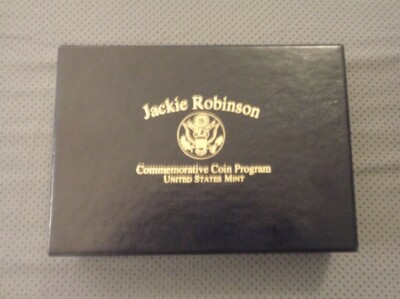 Jackie Robinson
Commemorative Coin Program
UNITED STATES MINT